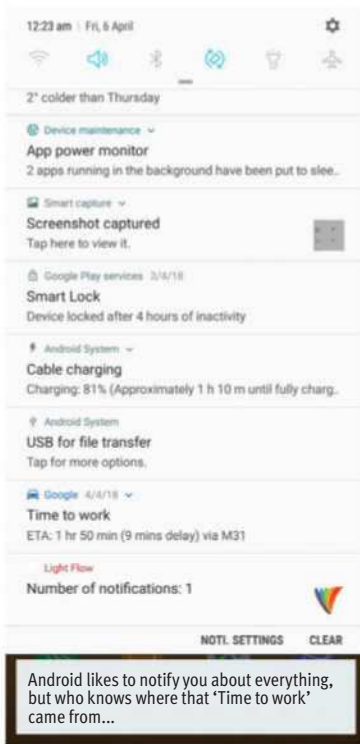 12:23 am | Fri, 6 April
2° colder than Thursday
Device maintenance
App power monitor
2 apps running in the background have been put to slee..
Smart capture
Screenshot captured
Tap here to view it.
Google Play services 3/4/18
Smart Lock
Device locked after 4 hours of inactivity
Android System
Cable charging
Charging: 81% (Approximately 1 h 10 m until fully charg..
Android System
USB for file transfer
Tap for more options.
Google 4/4/18
Time to work
ETA: 1 hr 50 min (9 mins delay) via M31
Light Flow
Number of notifications: 1
NOTI. SETTINGS CLEAR
Android likes to notify you about everything,
but who knows where that ‘Time to work’
came from...